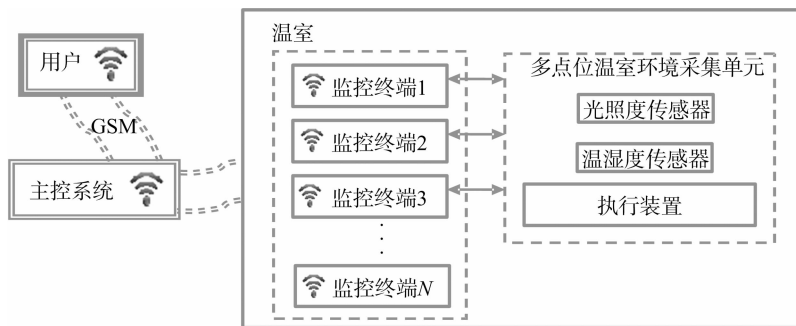 用户
GSM
主控系统
温室
监控终端1
监控终端2
监控终端3
监控终端N
多点位温室环境采集单元
光照度传感器
温湿度传感器
执行装置